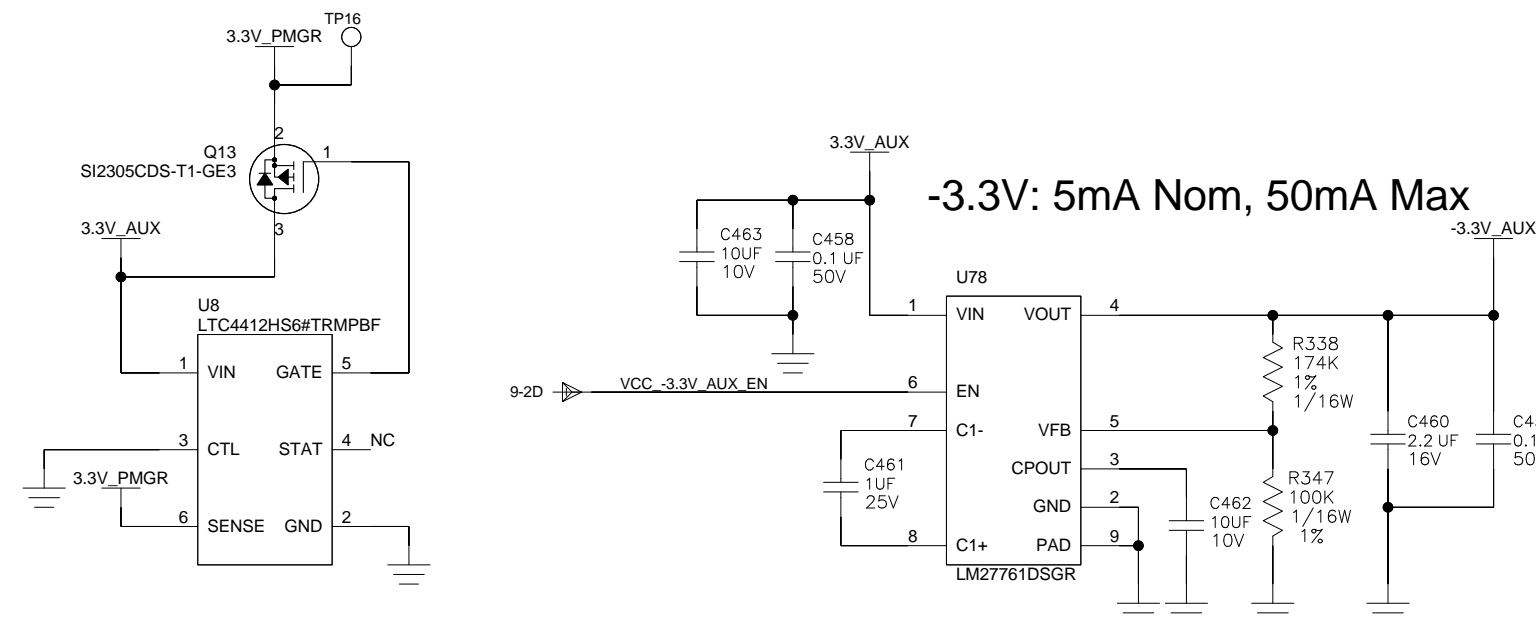 TP16
3.3V_PMGR
2
Q13
SI2305CDS-T1-GE3
1
3
3.3V_AUX
U8
LTC4412HS6#TRMPBF
1
VIN
GATE
5
3
CTL
STAT
4
NC
3.3V_PMGR
6
SENSE
GND
2
3.3V_AUX
-3.3V: 5mA Nom, 50mA Max
-3.3V_AUX
C463
10UF
10V
C458
0.1 UF
50V
U78
1
VIN
VOUT
4
9-2D
VCC_-3.3V_AUX_EN
6
EN
7
C1-
VFB
5
CPOUT
3
GND
2
8
C1+
PAD
9
LM27761DSGR
C461
1UF
25V
C462
10UF
10V
R338
174K
1%
1/16W
R347
100K
1/16W
1%
C460
2.2 UF
16V